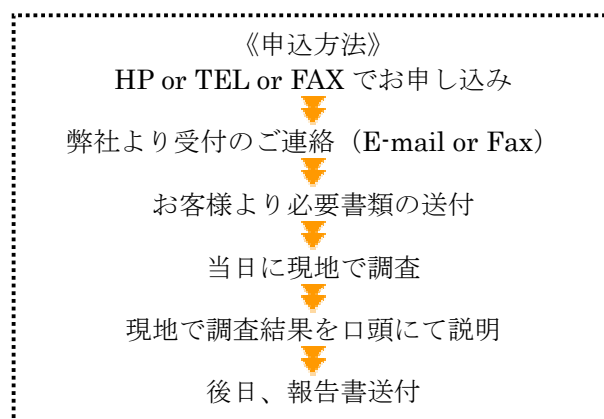 《申込方法》
HP or TEL or FAX でお申し込み
弊社より受付のご連絡（E-mail or Fax）
お客様より必要書類の送付
当日に現地で調査
現地で調査結果を口頭にて説明
後日、報告書送付